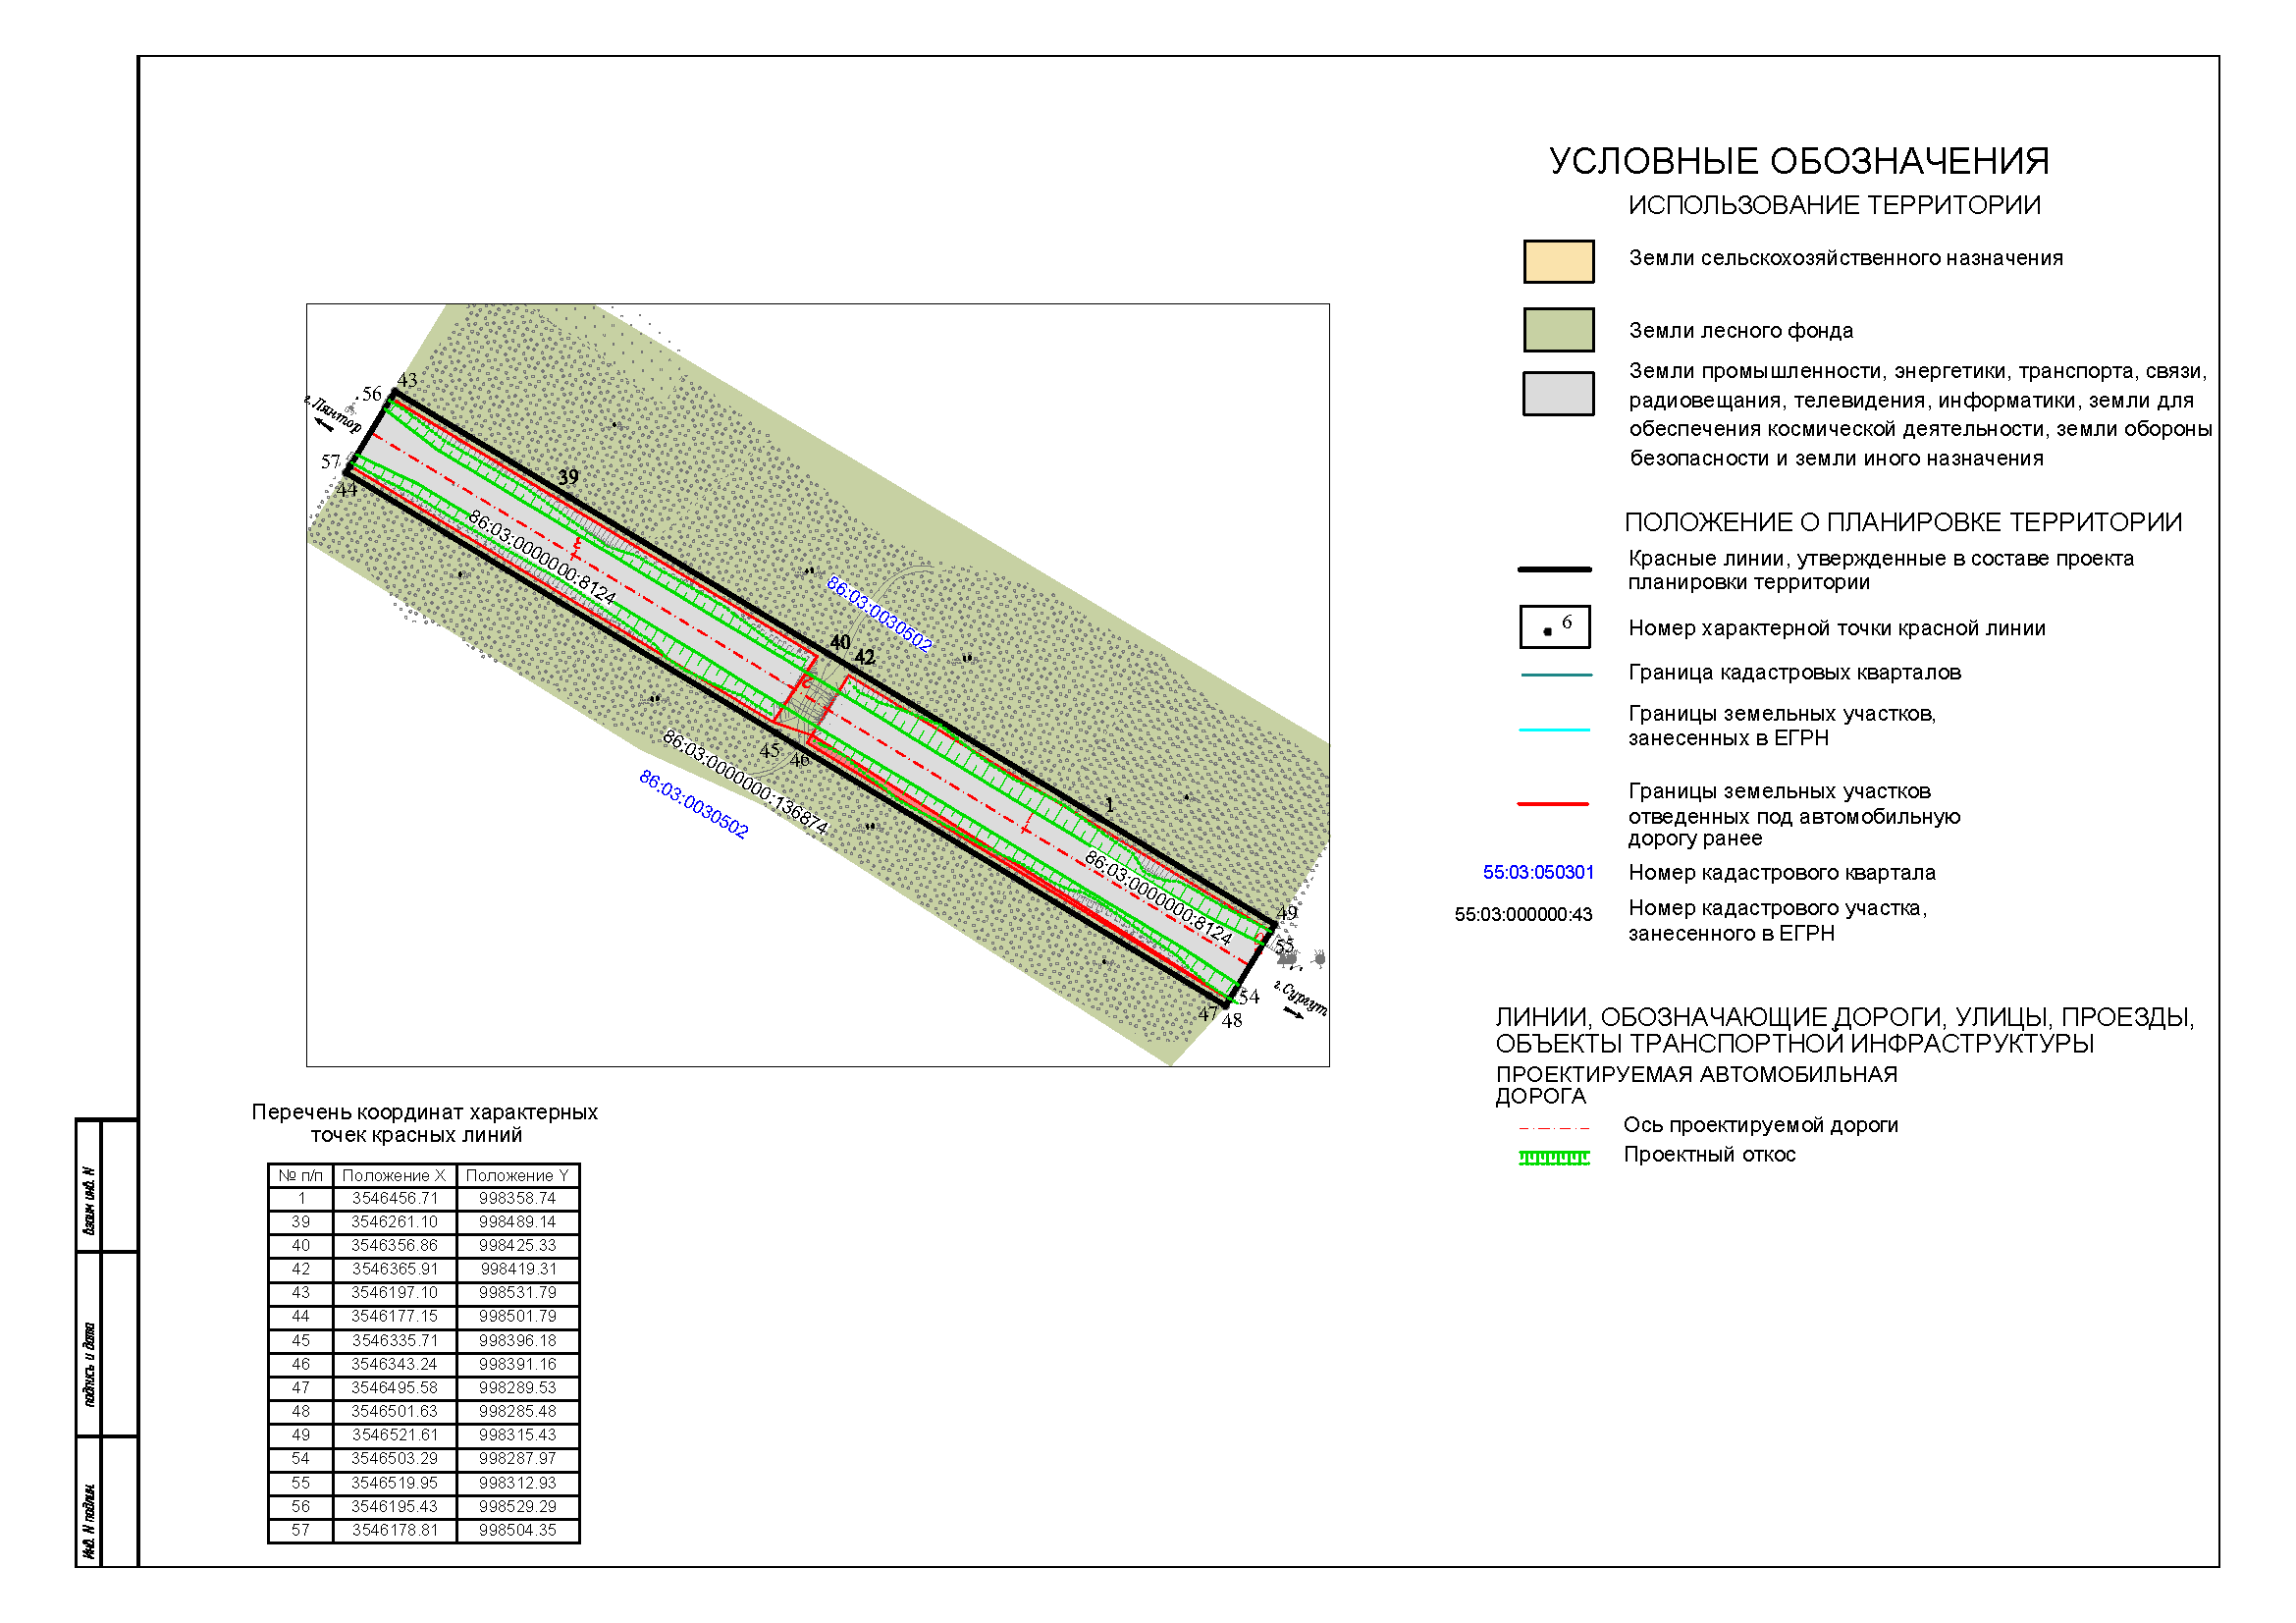 УСЛОВНЫЕ ОБОЗНАЧЕНИЯ
ИСПОЛЬЗОВАНИЕ ТЕРРИТОРИИ
Земли сельскохозяйственного назначения
Земли лесного фонда
Земли промышленности, энергетики, транспорта, связи,
радиовещания, телевидения, информатики, земли для
обеспечения космической деятельности, земли обороны
безопасности и земли иного назначения
ПОЛОЖЕНИЕ О ПЛАНИРОВКЕ ТЕРРИТОРИИ
Красные линии, утвержденные в составе проекта
планировки территории
6
Номер характерной точки красной линии
Граница кадастровых кварталов
Границы земельных участков,
занесенных в ЕГРН
Границы земельных участков
отведенных под автомобильную
дорогу ранее
55:03:050301 Номер кадастрового квартала
55:03:000000:43 Номер кадастрового участка,
занесенного в ЕГРН
ЛИНИИ, ОБОЗНАЧАЮЩИЕ ДОРОГИ, УЛИЦЫ, ПРОЕЗДЫ,
ОБЪЕКТЫ ТРАНСПОРТНОЙ ИНФРАСТРУКТУРЫ
ПРОЕКТИРУЕМАЯ АВТОМОБИЛЬНАЯ
ДОРОГА
Ось проектируемой дороги
Проектный откос
43
56
г.Лянтор
57
44
39
86:03:0000000:8124
3
86:03:0030502
40
42
2
45
46
86:03:0000000:136874
86:03:0030502
1
86:03:0000000:8124
49
55
г.Сургут
54
47
48
Перечень координат характерных
точек красных линий
№ п/п Положение X Положение Y
1 3546456.71 998358.74
39 3546261.10 998489.14
40 3546356.86 998425.33
42 3546365.91 998419.31
43 3546197.10 998531.79
44 3546177.15 998501.79
45 3546335.71 998396.18
46 3546343.24 998391.16
47 3546495.58 998289.53
48 3546501.63 998285.48
49 3546521.61 998315.43
54 3546503.29 998287.97
55 3546519.95 998312.93
56 3546195.43 998529.29
57 3546178.81 998504.35
Взаим инв. N
подпись и дата
Инв. N подлин.